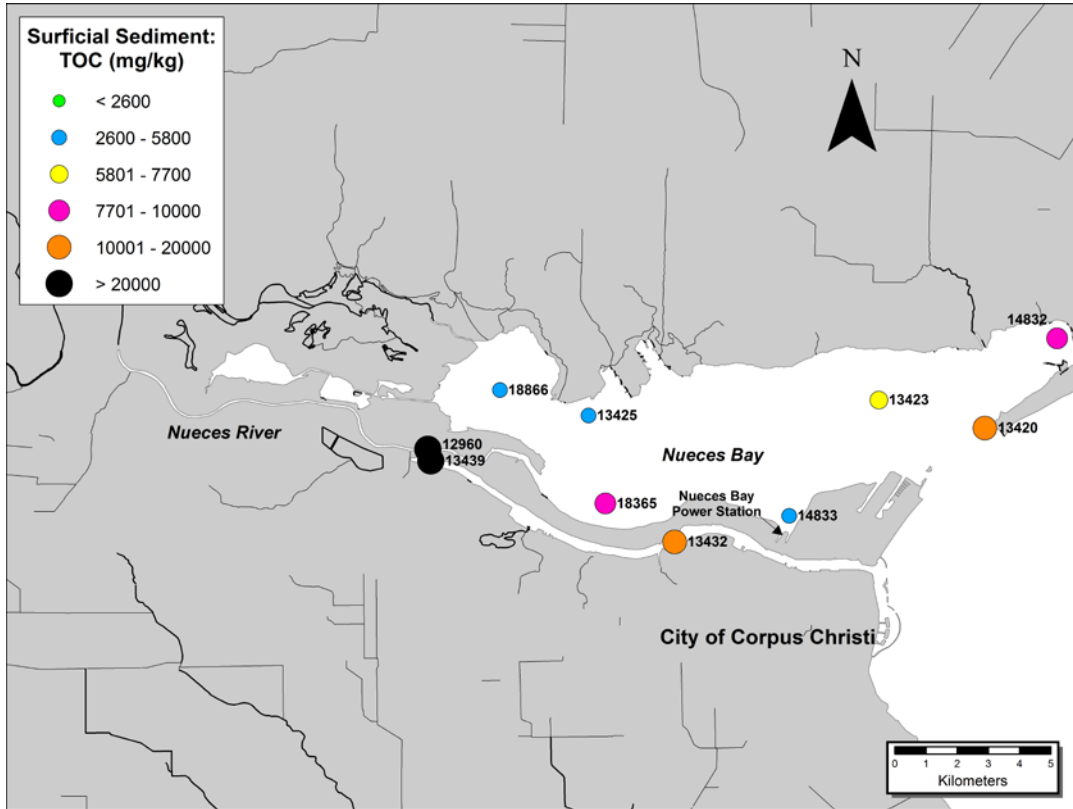 Surficial Sediment:
TOC (mg/kg)
< 2600
2600 - 5800
5801 - 7700
7701 - 10000
10001 - 20000
> 20000
N
14832
18866
13425
13423
13420
Nueces River
12960
13439
Nueces Bay
18365
Nueces Bay
Power Station
14833
13432
City of Corpus Christi
0 1 2 3 4 5
Kilometers